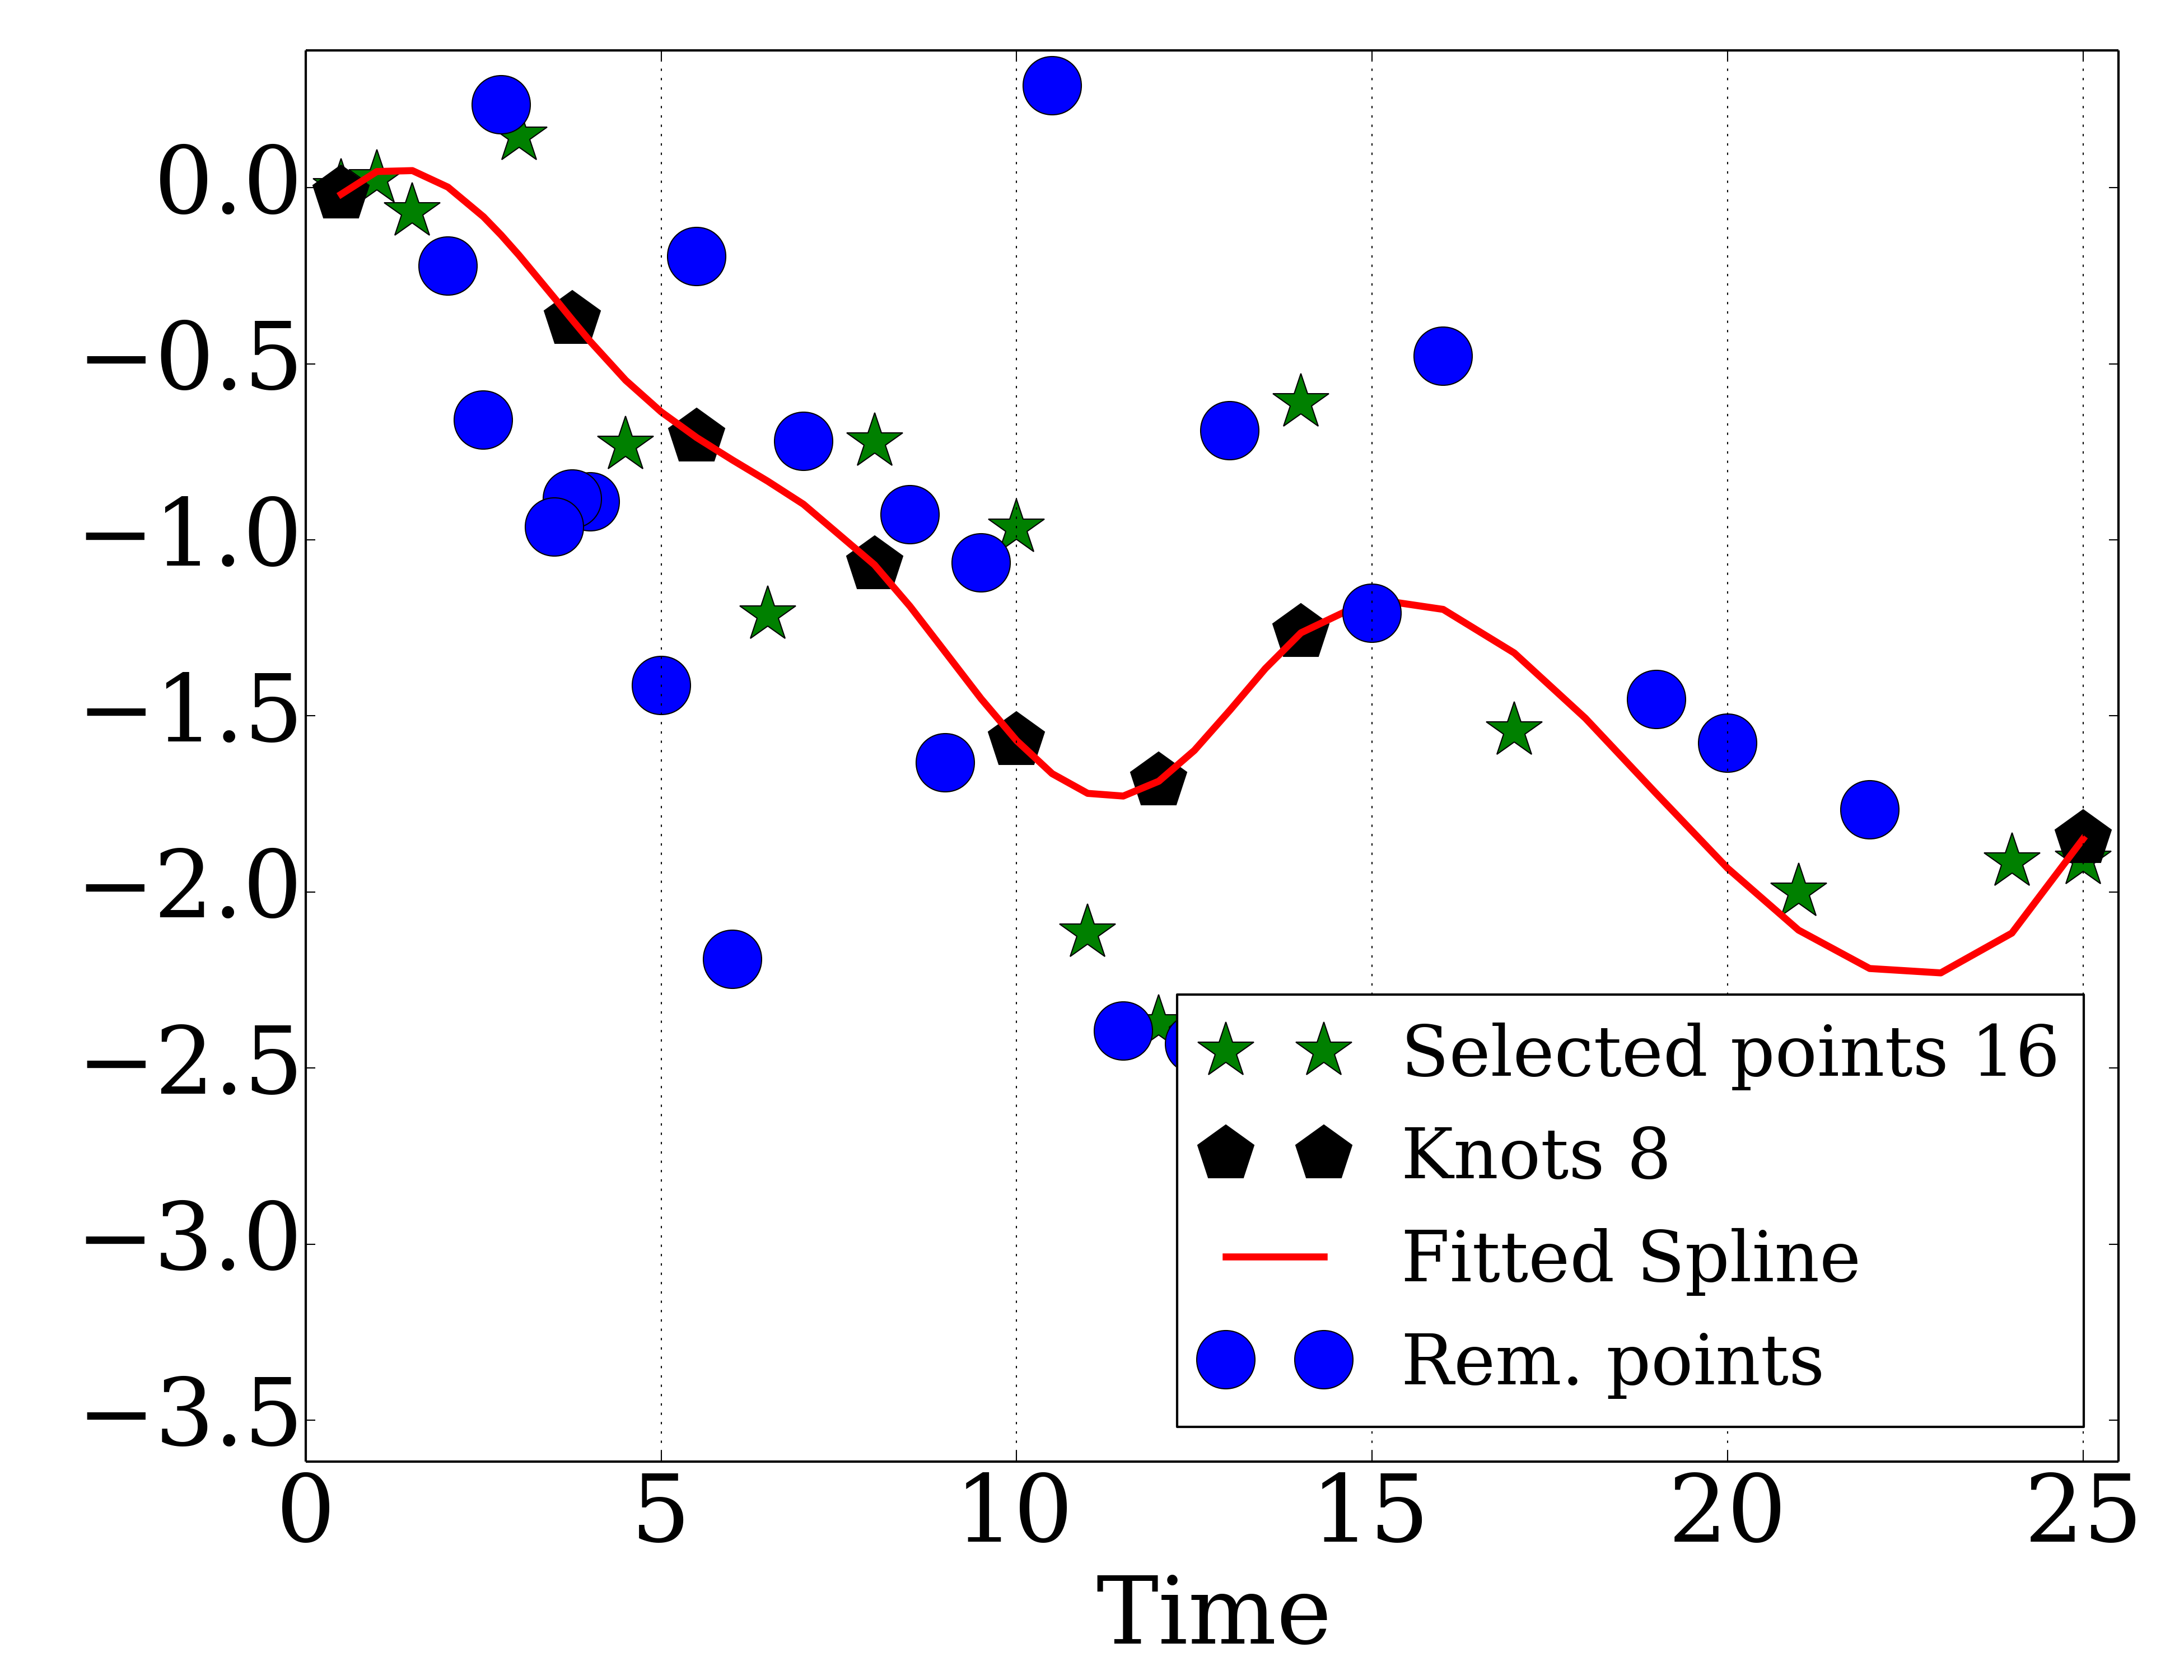 0.0
−0.5
−1.0
−1.5
−2.0
−2.5
−3.0
−3.5
Selected points 16
Knots 8
Fitted Spline
Rem. points
0 5 10 15 20 25
Time